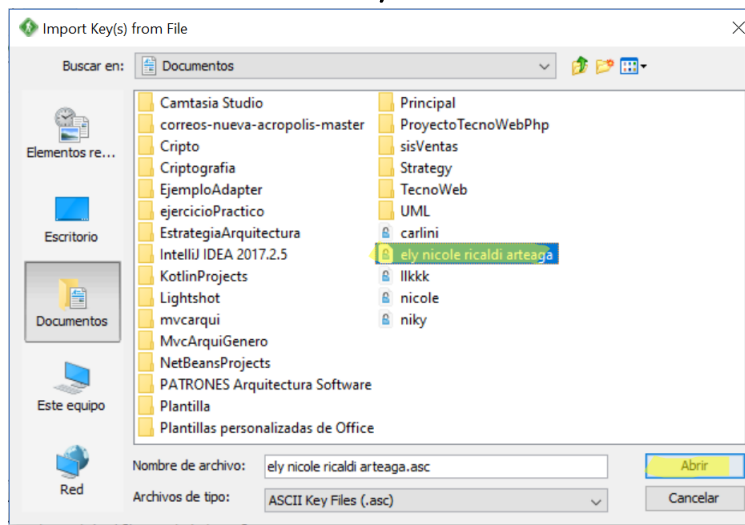 Import Key(s) from File
Buscar en:
Documentos
Elementos re...
Escritorio
Documentos
Este equipo
Red
Camtasia Studio
correos-nueva-acropolis-master
Cripto
Criptografia
EjemploAdapter
ejercicioPractico
EstrategiaArquitectura
IntelliJ IDEA 2017.2.5
KotlinProjects
Lightshot
mvcarqui
MvcArquiGenero
NetBeansProjects
PATRONES Arquitectura Software
Plantilla
Plantillas personalizadas de Office
Principal
ProyectoTecnoWebPhp
sisVentas
Strategy
TecnoWeb
UML
carlini
ely nicole ricaldi arteaga
llkkk
nicole
niky
Nombre de archivo:
ely nicole ricaldi arteaga.asc
Abrir
Archivos de tipo:
ASCII Key Files (.asc)
Cancelar